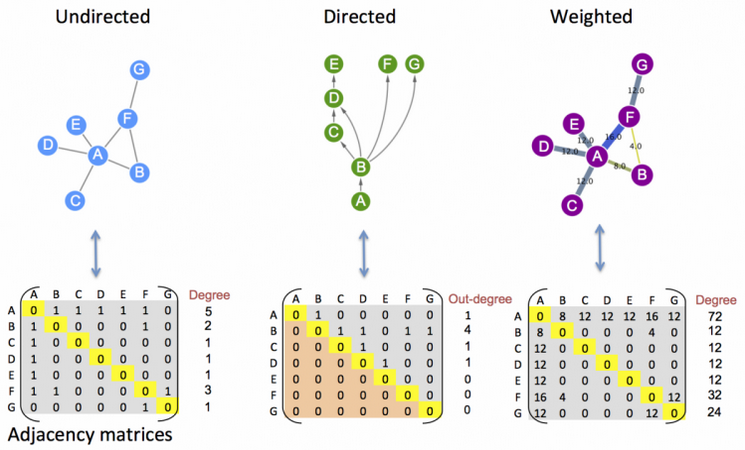 Undirected
G
F
E
D
A
B
C
Directed
E F G
D
C
B
A
Weighted
G
12.0
F
E
16.0
12.0
4.0
D
12.0
A
8.0
B
12.0
C
A B C D E F G Degree
A 0 1 1 1 1 1 0 5
B 1 0 0 0 0 1 0 2
C 1 0 0 0 0 0 0 1
D 1 0 0 0 0 0 0 1
E 1 0 0 0 0 0 0 1
F 1 1 0 0 0 0 1 3
G 0 0 0 0 0 1 0 1
A B C D E F G Out-degree
A 0 1 0 0 0 0 0 1
B 0 0 1 1 0 1 1 4
C 0 0 0 1 0 0 0 1
D 0 0 0 0 1 0 0 1
E 0 0 0 0 0 0 0 0
F 0 0 0 0 0 0 0 0
G 0 0 0 0 0 0 0 0
A B C D E F G Degree
A 0 8 12 12 12 16 12 72
B 8 0 0 0 0 4 0 12
C 12 0 0 0 0 0 0 12
D 12 0 0 0 0 0 0 12
E 12 0 0 0 0 0 0 12
F 16 4 0 0 0 0 12 32
G 12 0 0 0 0 12 0 24
Adjacency matrices